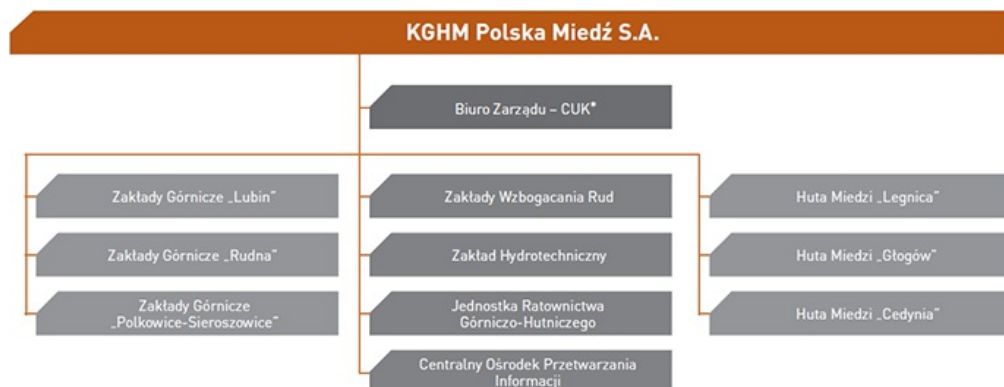 KGHM Polska Miedź S.A.
Biuro Zarządu – CUK*
Zakłady Górnicze „Lubin”
Zakłady Górnicze „Rudna”
Zakłady Górnicze
„Polkowice-Sieroszowice”
Zakłady Wzbogacania Rud
Zakład Hydrotechniczny
Jednostka Ratownictwa
Górniczo-Hutniczego
Centralny Ośrodek Przetwarzania
Informacji
Huta Miedzi „Legnica”
Huta Miedzi „Głogów”
Huta Miedzi „Cedynia”